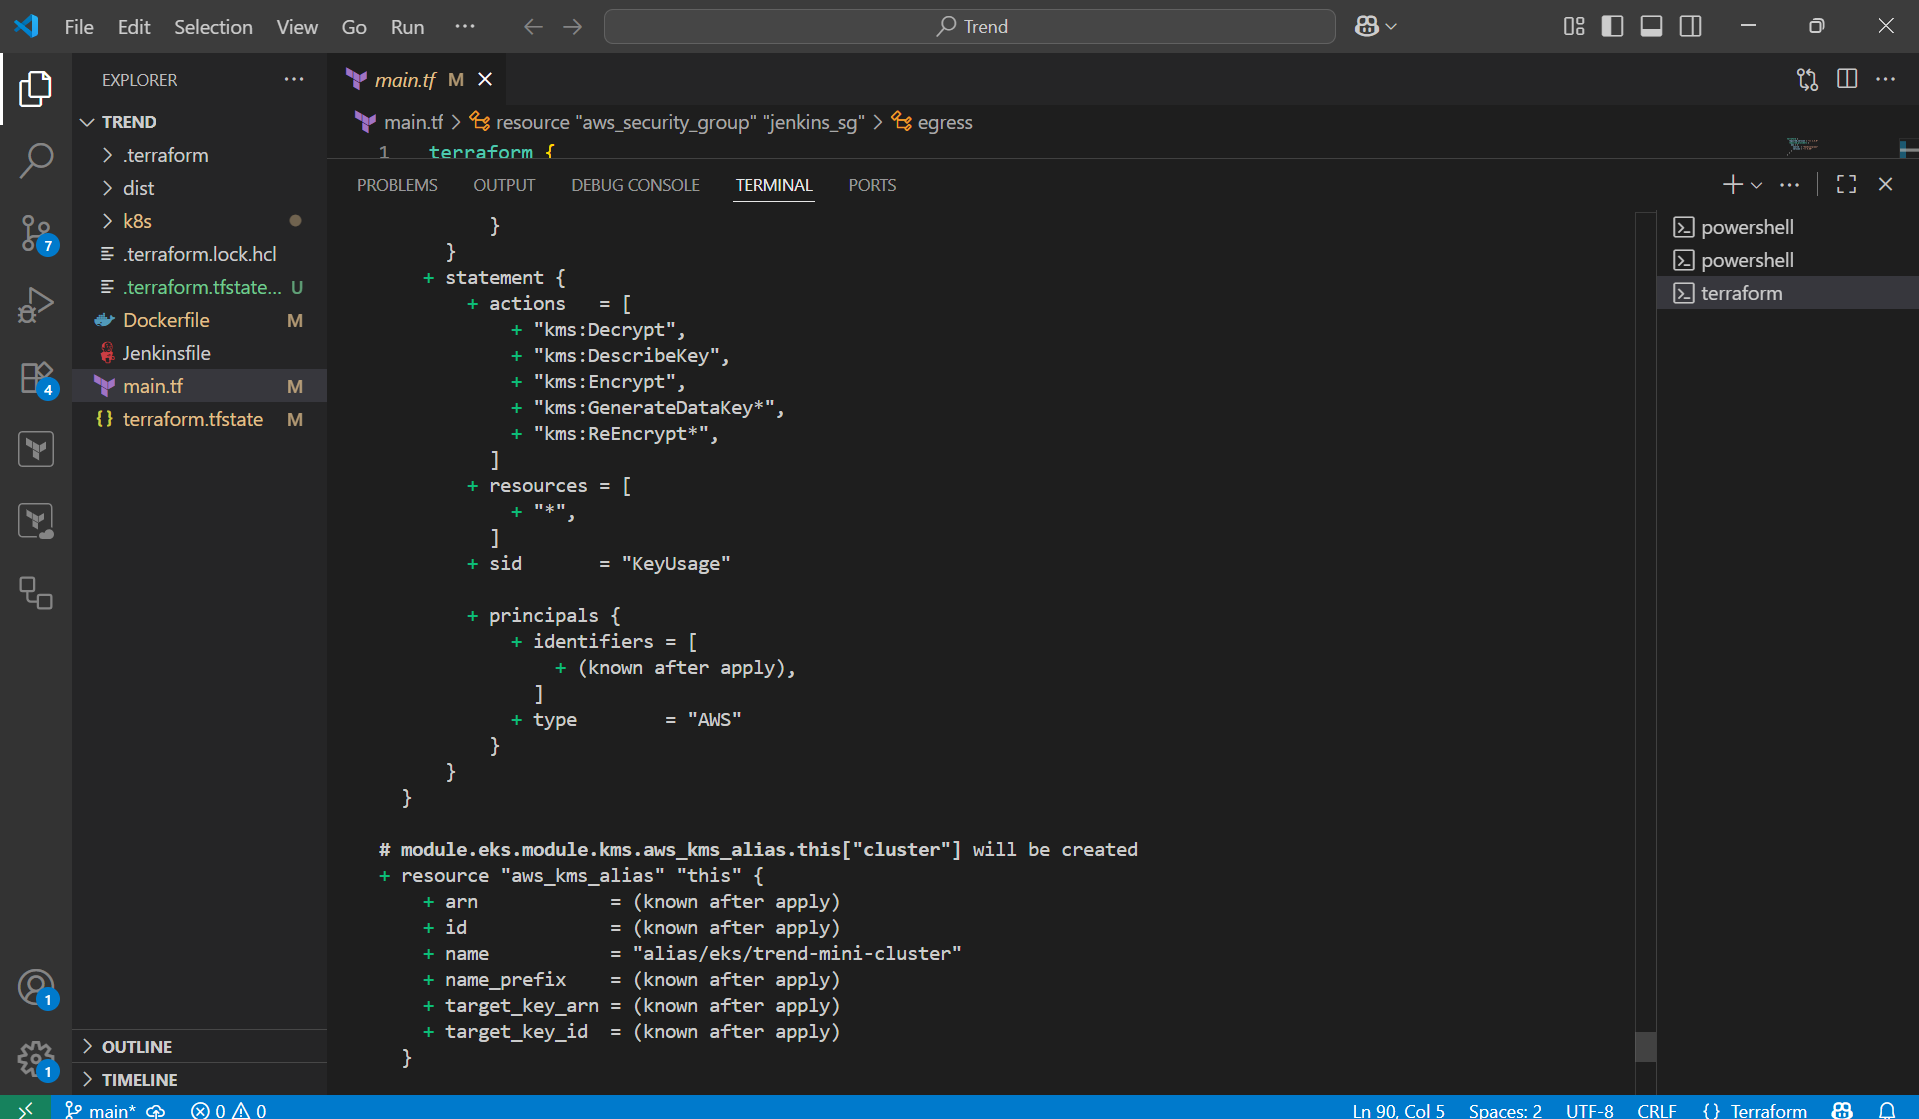 File Edit Selection View Go Run ··· Trend
EXPLORER
main.tf M
TREND
main.tf > resource "aws_security_group" "jenkins_sg" > egress
1 terraform {
.terraform
dist
k8s
.terraform.lock.hcl
.terraform.tfstate... U
Dockerfile M
Jenkinsfile
main.tf M
terraform.tfstate M
7
4
1
1
OUTLINE
TIMELINE
PROBLEMS OUTPUT DEBUG CONSOLE TERMINAL PORTS
powershell
powershell
terraform
}
}
+ statement {
+ actions = [
+ "kms:Decrypt",
+ "kms:DescribeKey",
+ "kms:Encrypt",
+ "kms:GenerateDataKey*",
+ "kms:ReEncrypt*",
]
+ resources = [
+ "*",
]
+ sid = "KeyUsage"
+ principals {
+ identifiers = [
+ (known after apply),
]
+ type = "AWS"
}
}
}
# module.eks.module.kms.aws_kms_alias.this["cluster"] will be created
+ resource "aws_kms_alias" "this" {
+ arn = (known after apply)
+ id = (known after apply)
+ name = "alias/eks/trend-mini-cluster"
+ name_prefix = (known after apply)
+ target_key_arn = (known after apply)
+ target_key_id = (known after apply)
}
main* 0 0 Ln 90, Col 5 Spaces: 2 UTF-8 CRLF {} Terraform